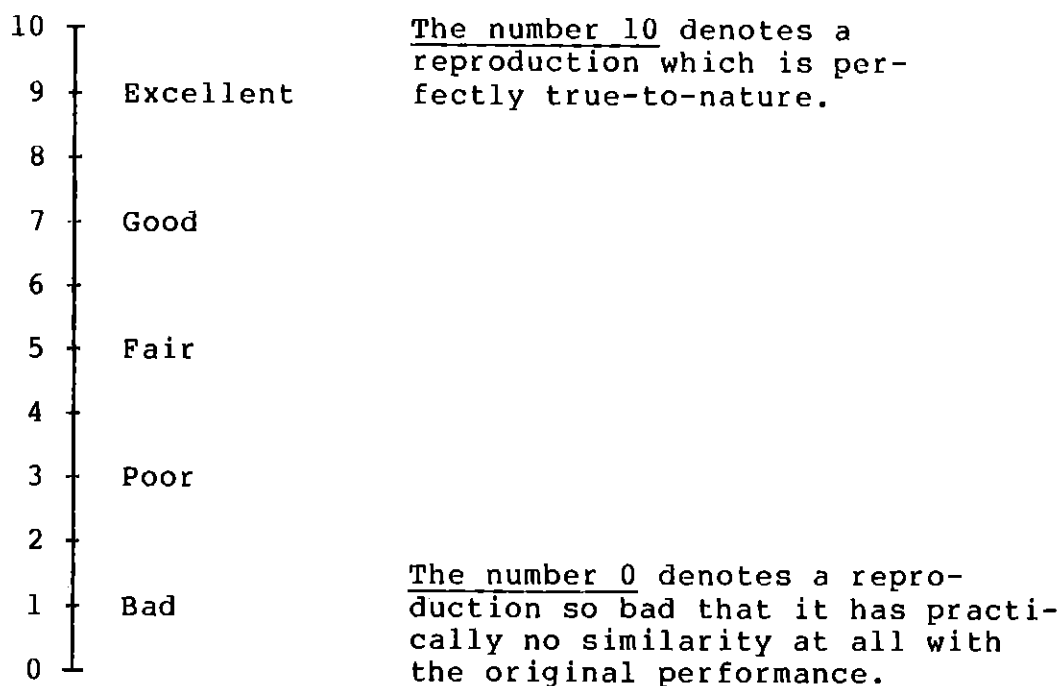 10 The number 10 denotes a
reproduction which is per-
9 Excellent fectly true-to-nature.
8
7 Good
6
5 Fair
4
3 Poor
2
The number 0 denotes a repro-
1 Bad duction so bad that it has practi-
cally no similarity at all with
0 the original performance.